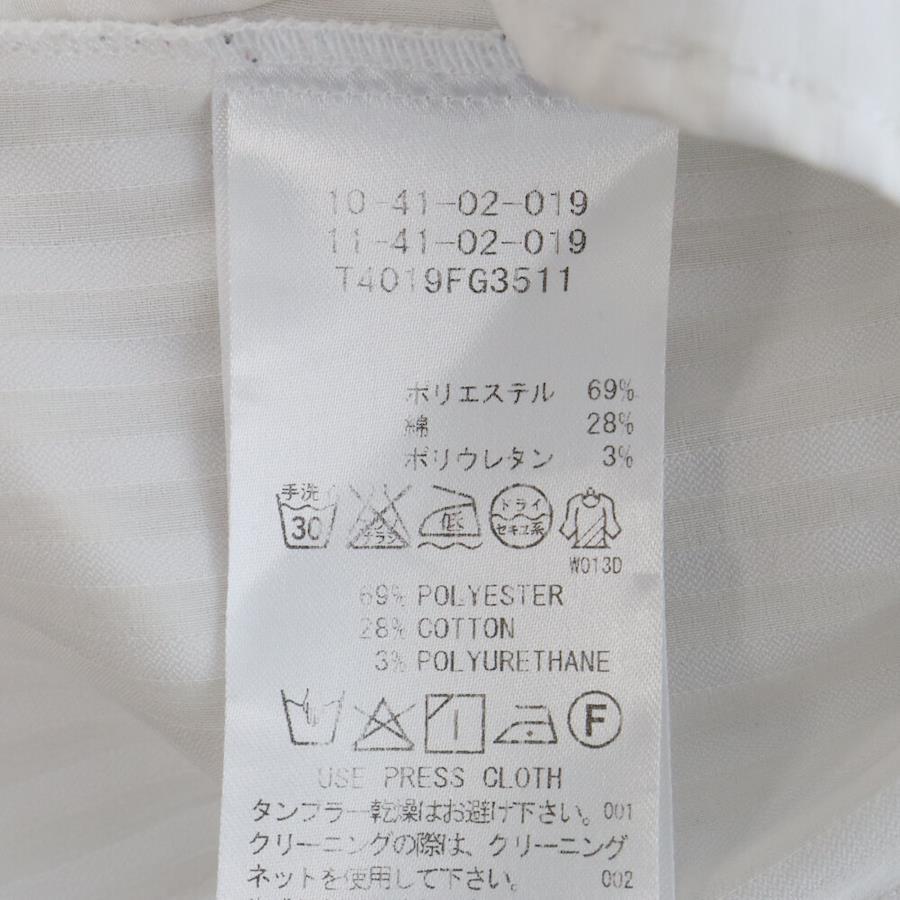 10-41-02-019
11-41-02-019
T4019FG3511
ポリエステル 69%
綿 28%
ポリウレタン 3%
手洗イ
30 低 ドライ
セキユ系
W013D
69% POLYESTER
28% COTTON
3% POLYURETHANE
F
USE PRESS CLOTH
タンブラー乾燥はお避け下さい。 001
クリーニングの際は、クリーニング
ネットを使用して下さい。 002